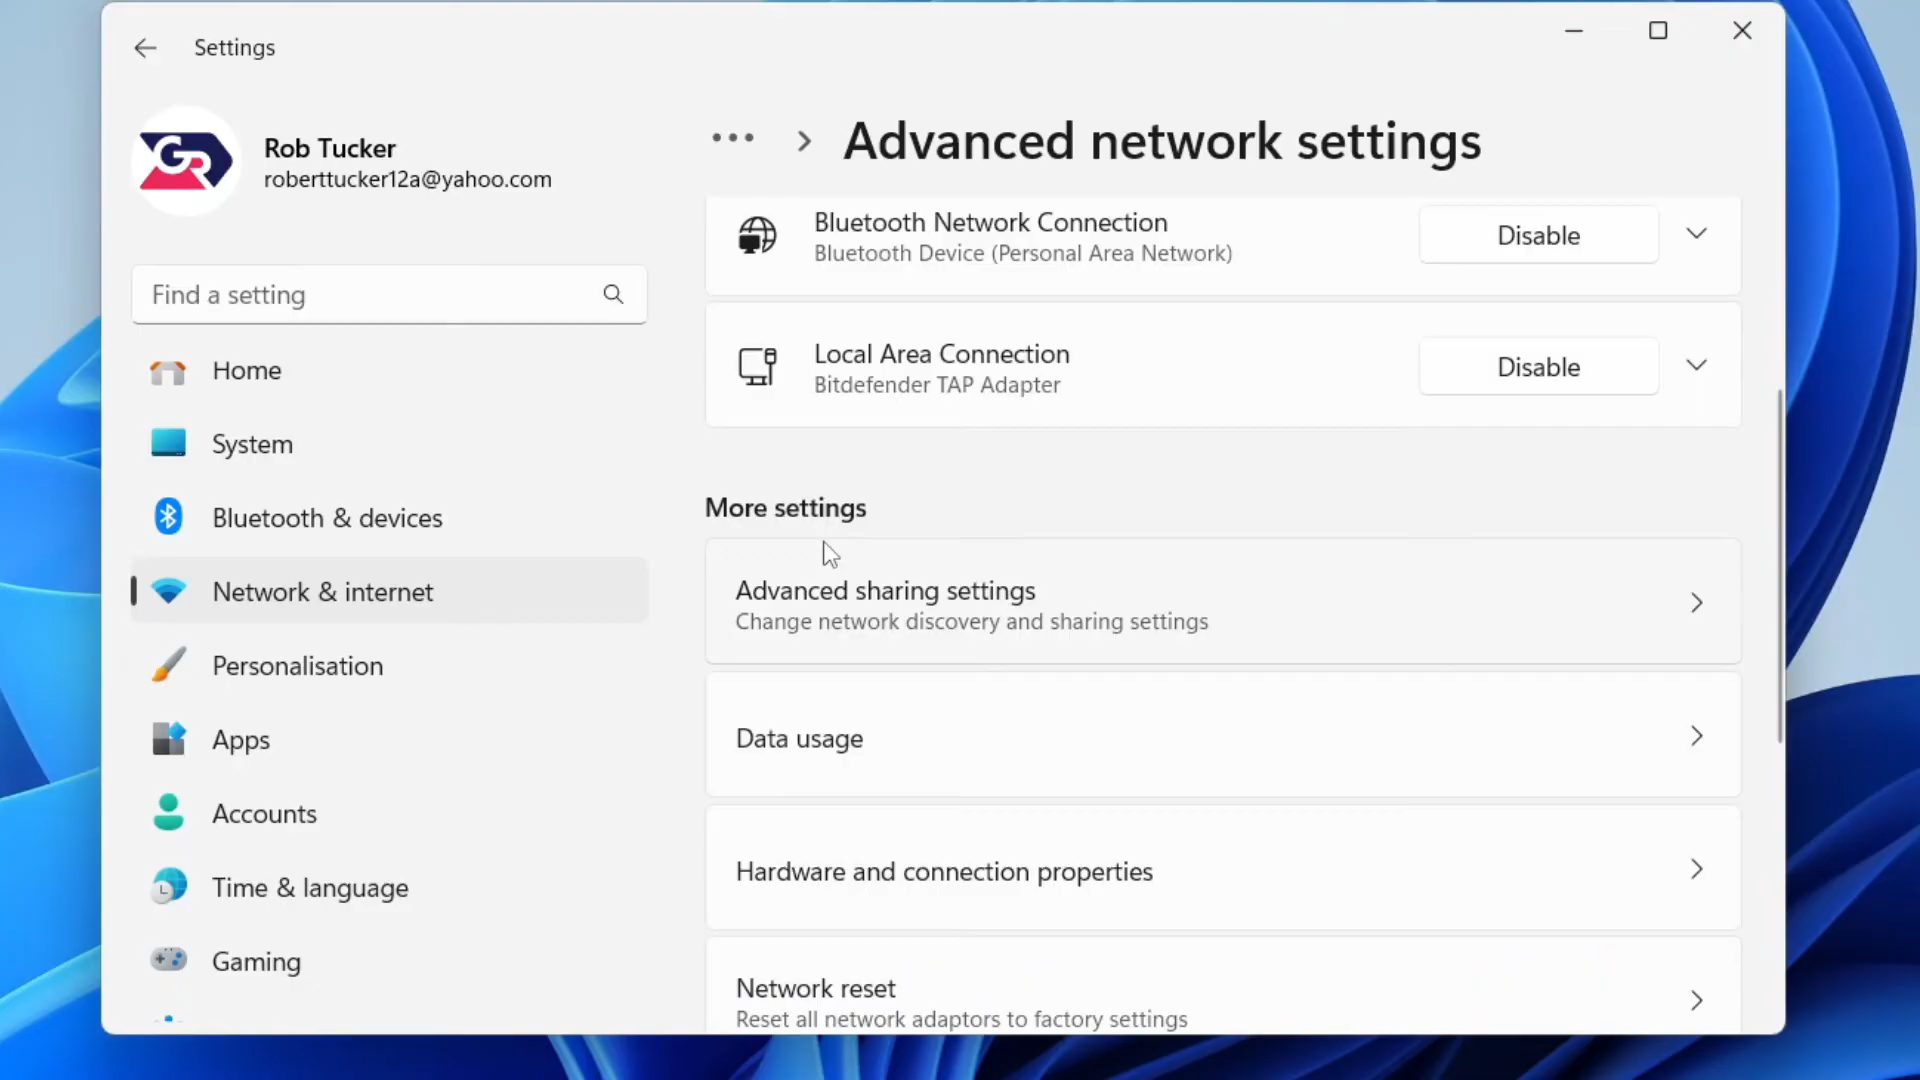 Settings
Rob Tucker
roberttucker12a@yahoo.com
Find a setting
Home
System
Bluetooth & devices
Network & internet
Personalisation
Apps
Accounts
Time & language
Gaming
Advanced network settings
Bluetooth Network Connection
Bluetooth Device (Personal Area Network)
Disable
Local Area Connection
Bitdefender TAP Adapter
Disable
More settings
Advanced sharing settings
Change network discovery and sharing settings
Data usage
Hardware and connection properties
Network reset
Reset all network adaptors to factory settings